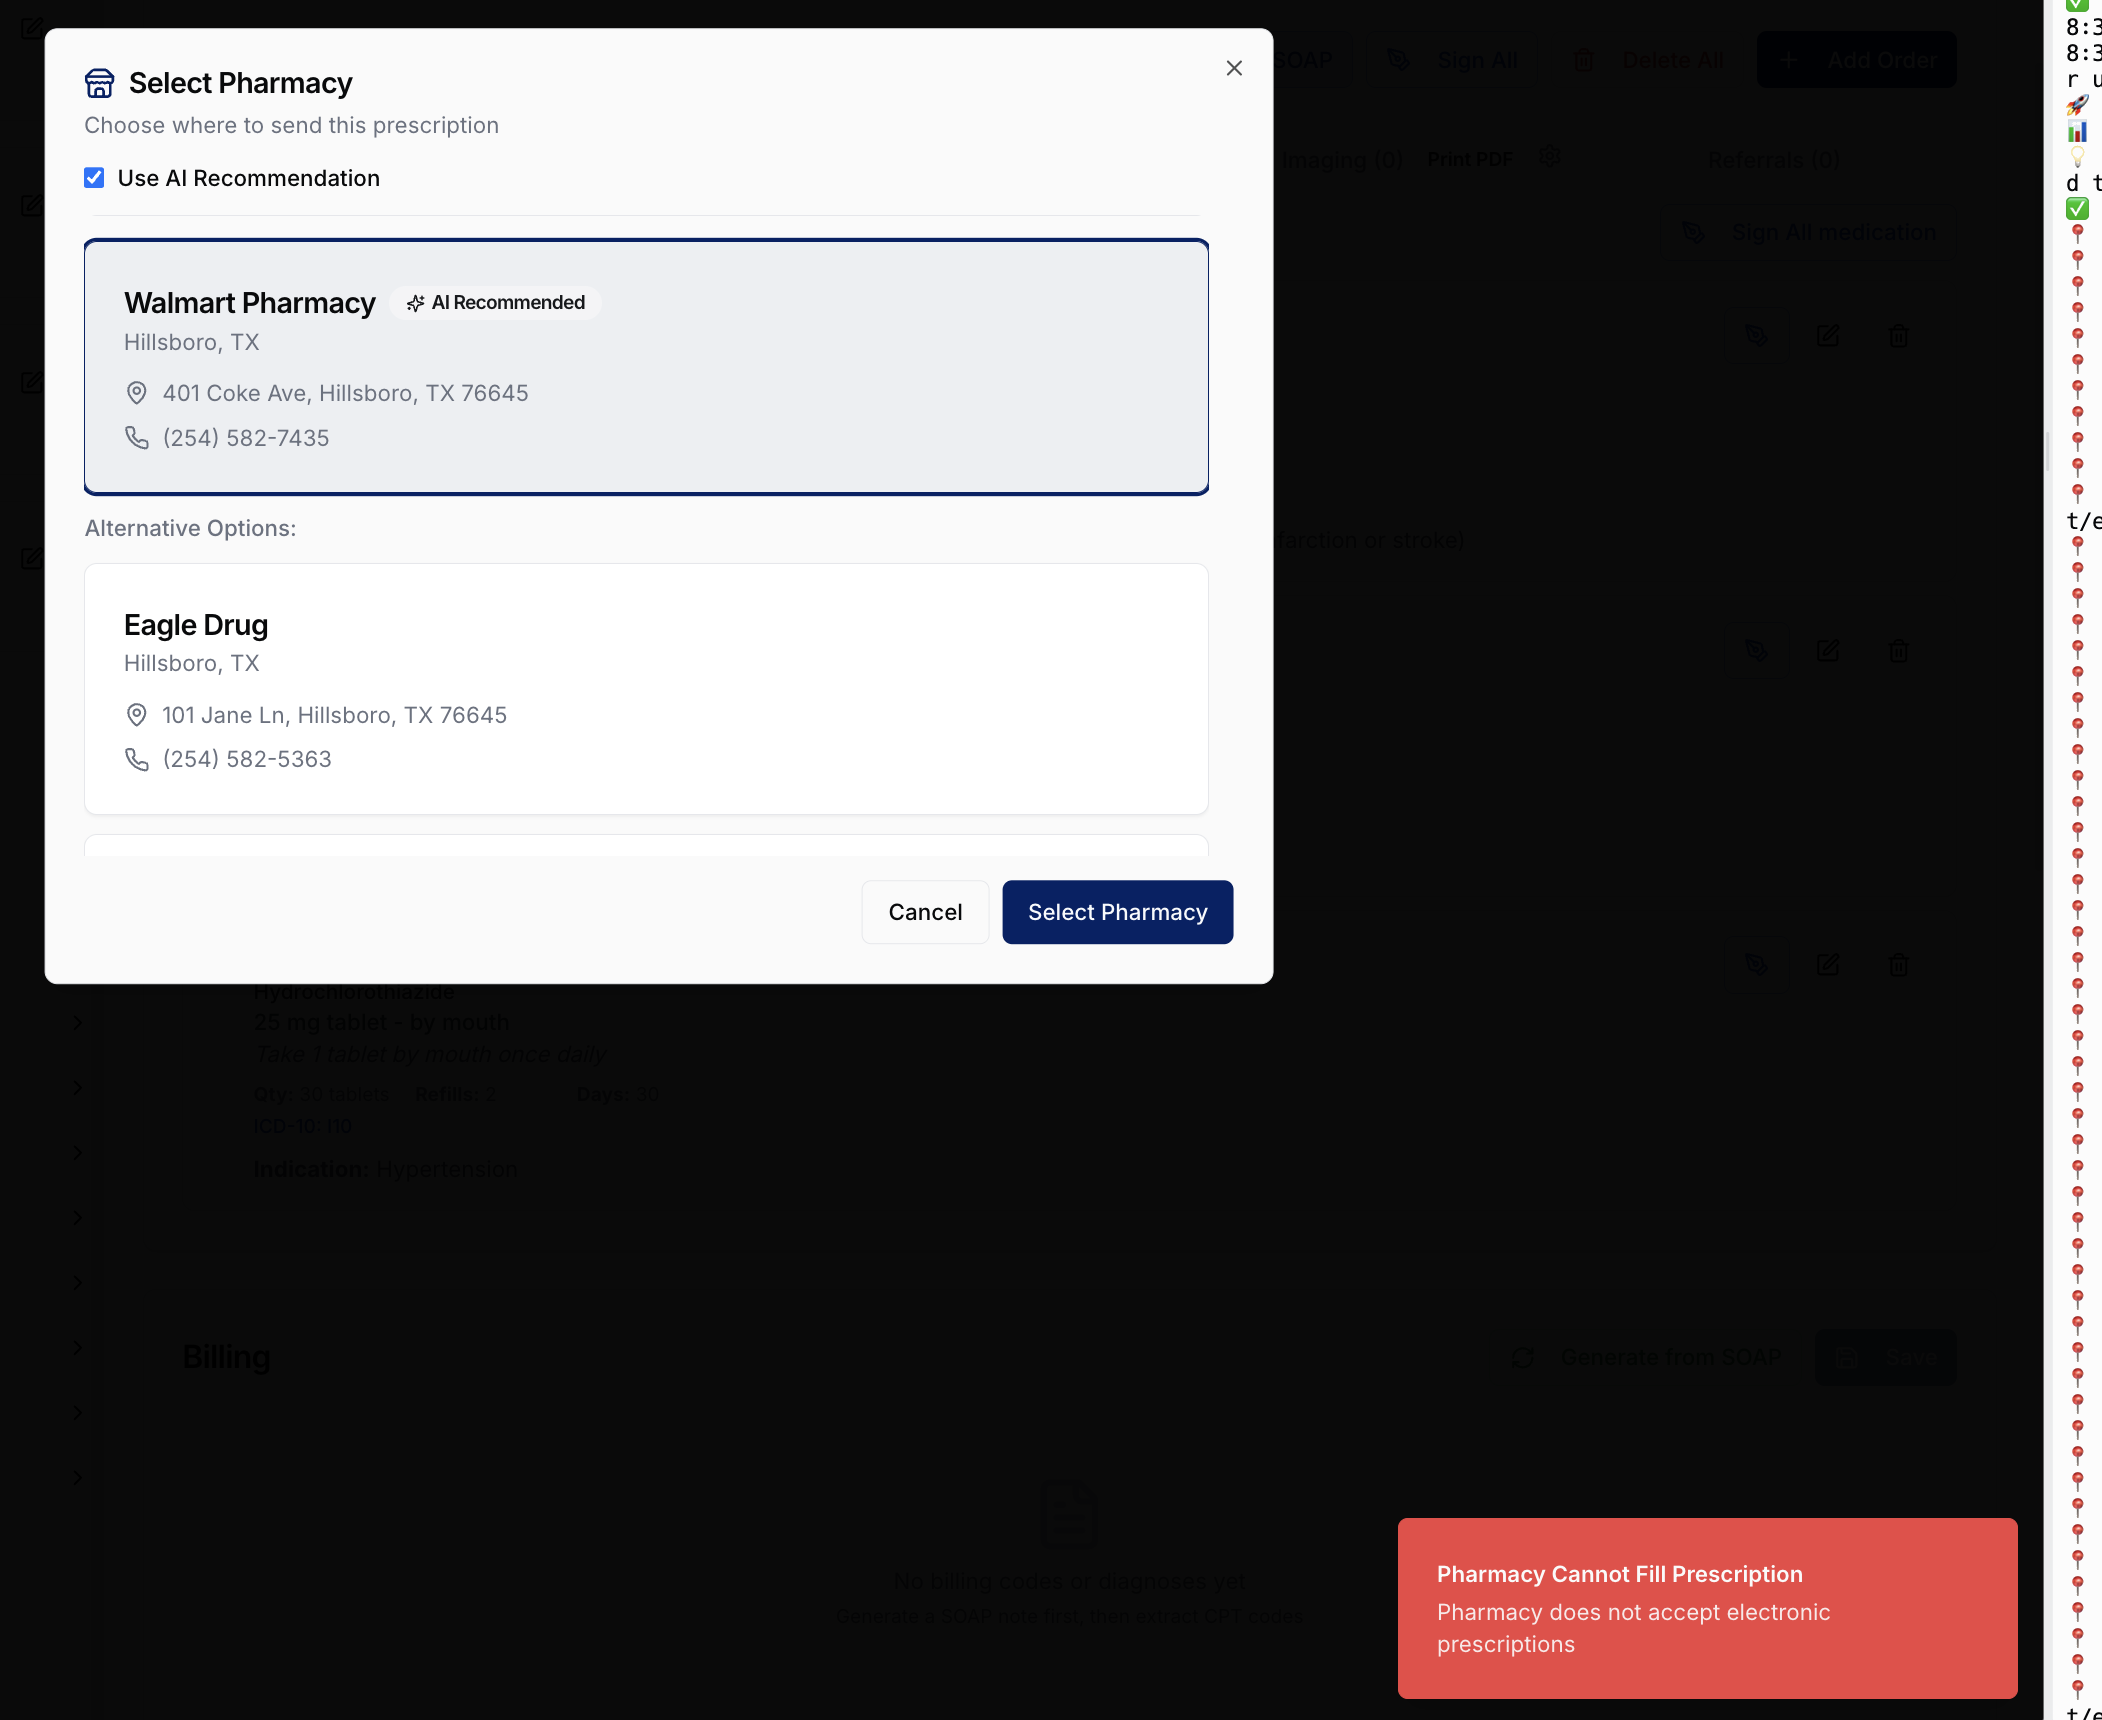 Select Pharmacy
Choose where to send this prescription
Use AI Recommendation
Walmart Pharmacy
AI Recommended
Hillsboro, TX
401 Coke Ave, Hillsboro, TX 76645
(254) 582-7435
Alternative Options:
Eagle Drug
Hillsboro, TX
101 Jane Ln, Hillsboro, TX 76645
(254) 582-5363
Cancel
Select Pharmacy
SOAP
Sign All
Delete All
Add Order
Imaging (0)
Print PDF
Referrals (0)
Sign All medication
farction or stroke)
Hydrochlorothiazide
25 mg tablet - by mouth
Take 1 tablet by mouth once daily
Qty: 30 tablets Refills: 2 Days: 30
ICD-10: I10
Indication: Hypertension
Billing
Generate from SOAP
Save
No billing codes or diagnoses yet
Generate a SOAP note first, then extract CPT codes
Pharmacy Cannot Fill Prescription
Pharmacy does not accept electronic
prescriptions
8:3
8:3
r u
d t
t/e
t/e